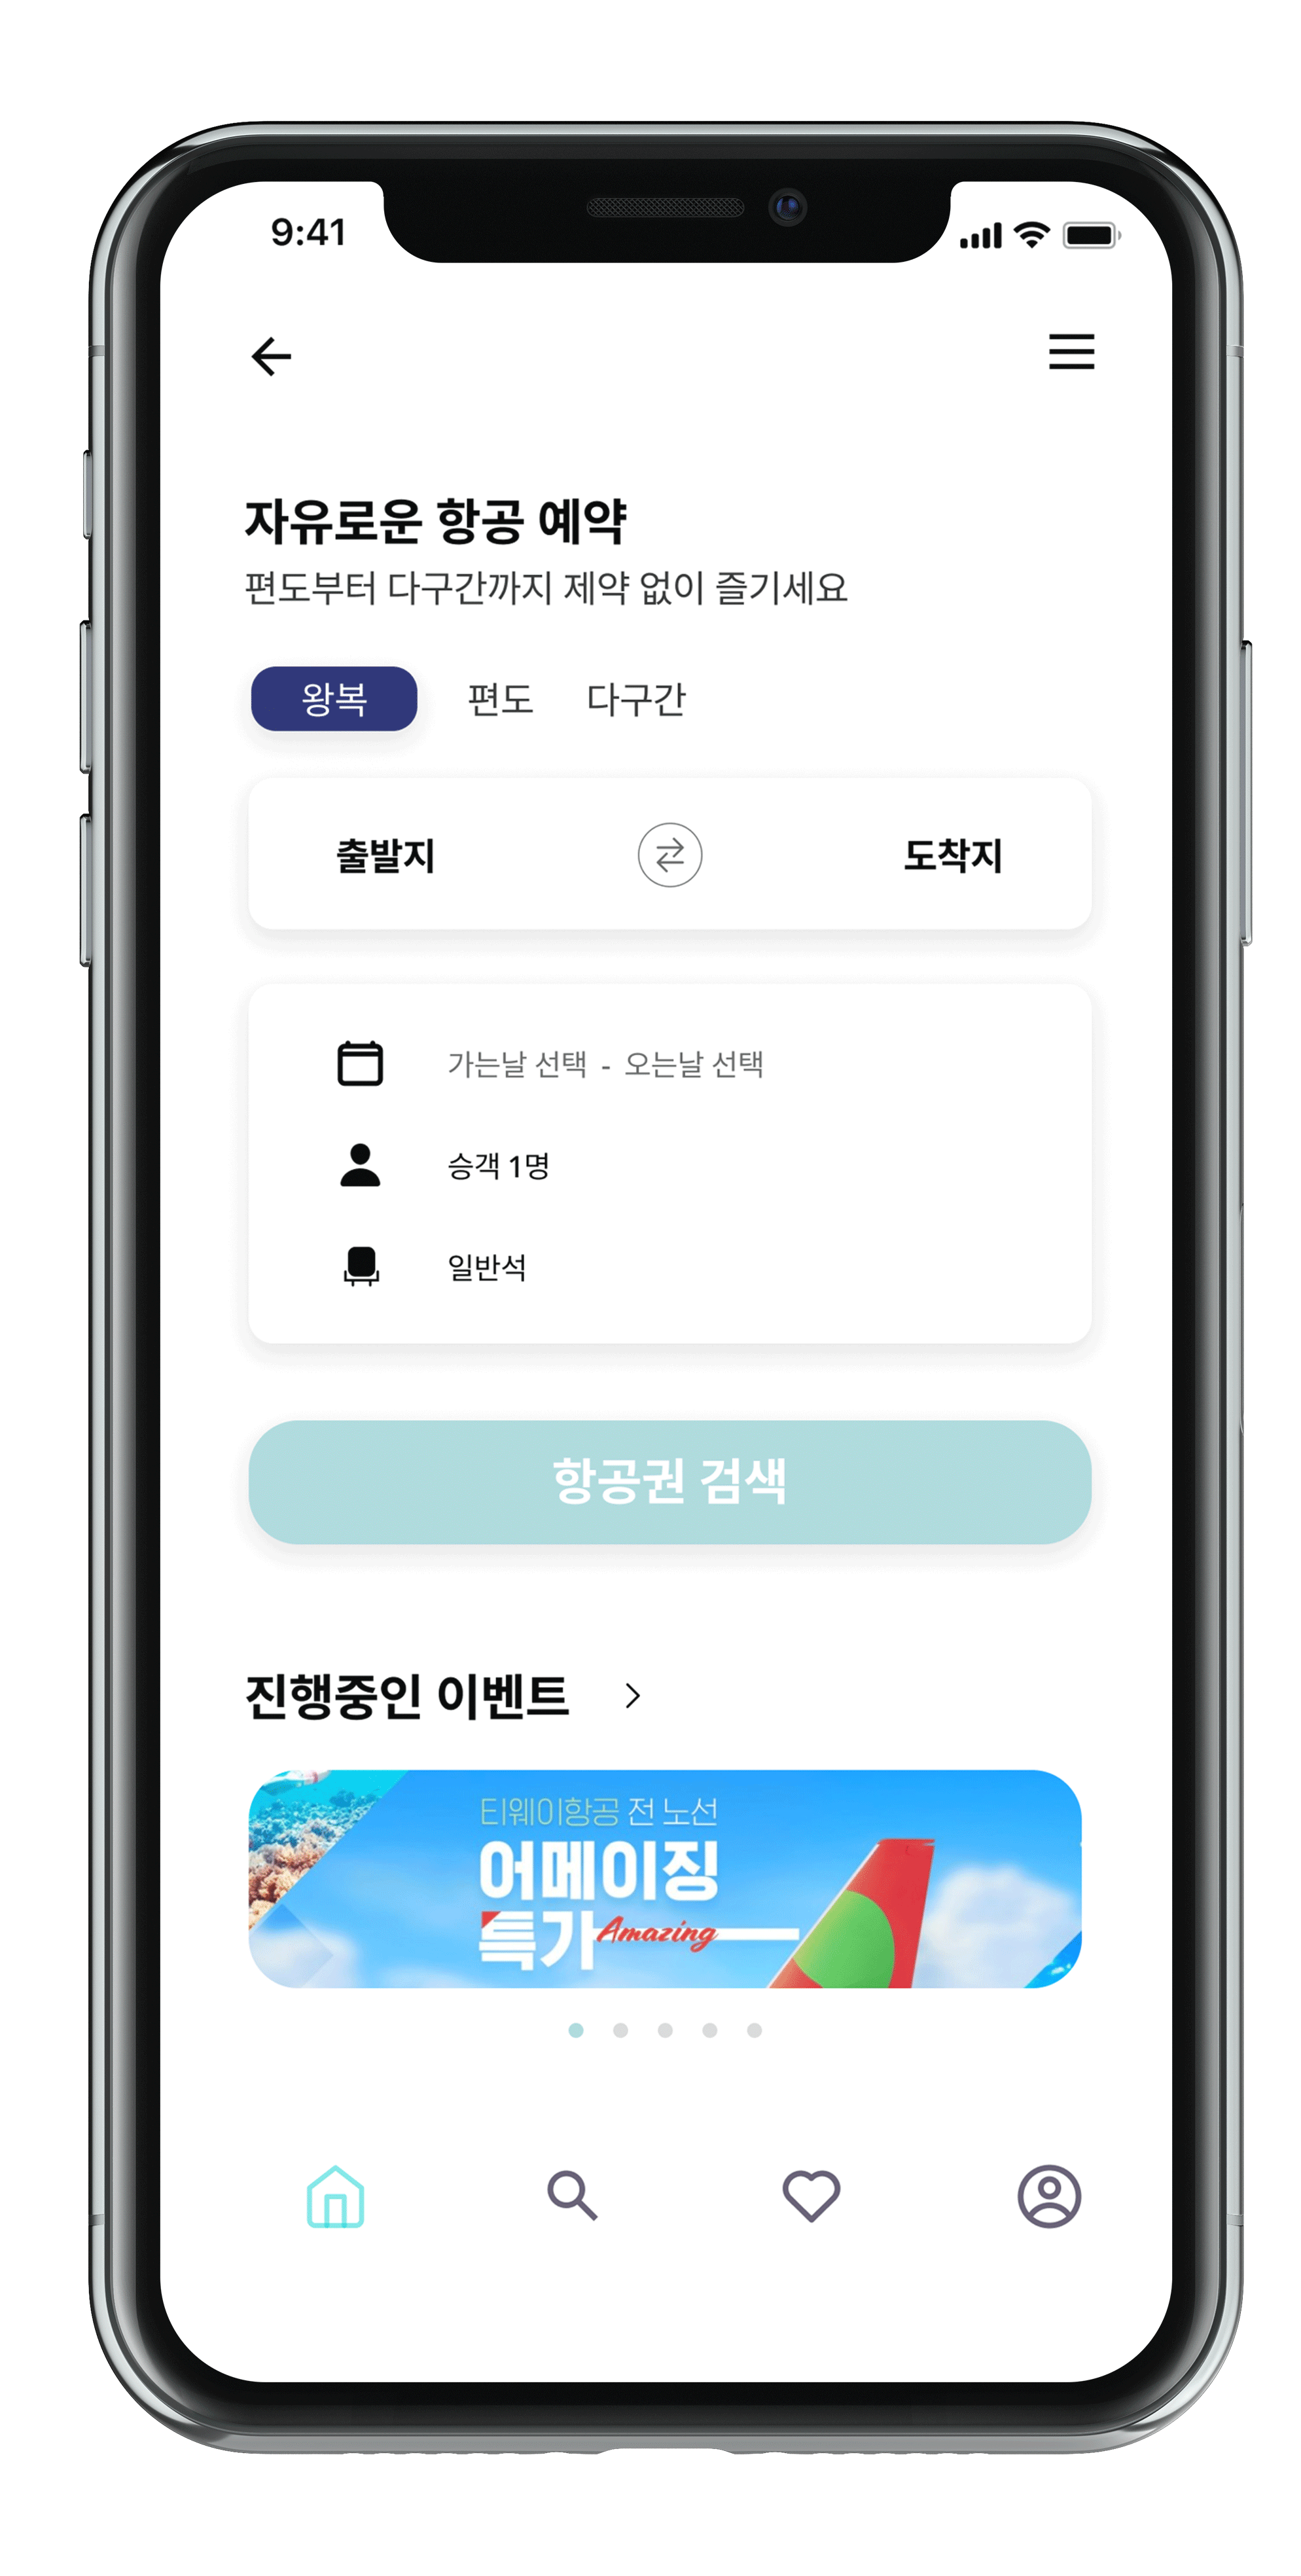 9:41
자유로운 항공 예약
편도부터 다구간까지 제약 없이 즐기세요
왕복 편도 다구간
출발지 도착지
가는날 선택 - 오는날 선택
승객 1명
일반석
항공권 검색
진행중인 이벤트
티웨이항공 전 노선
어메이징
특가 Amazing